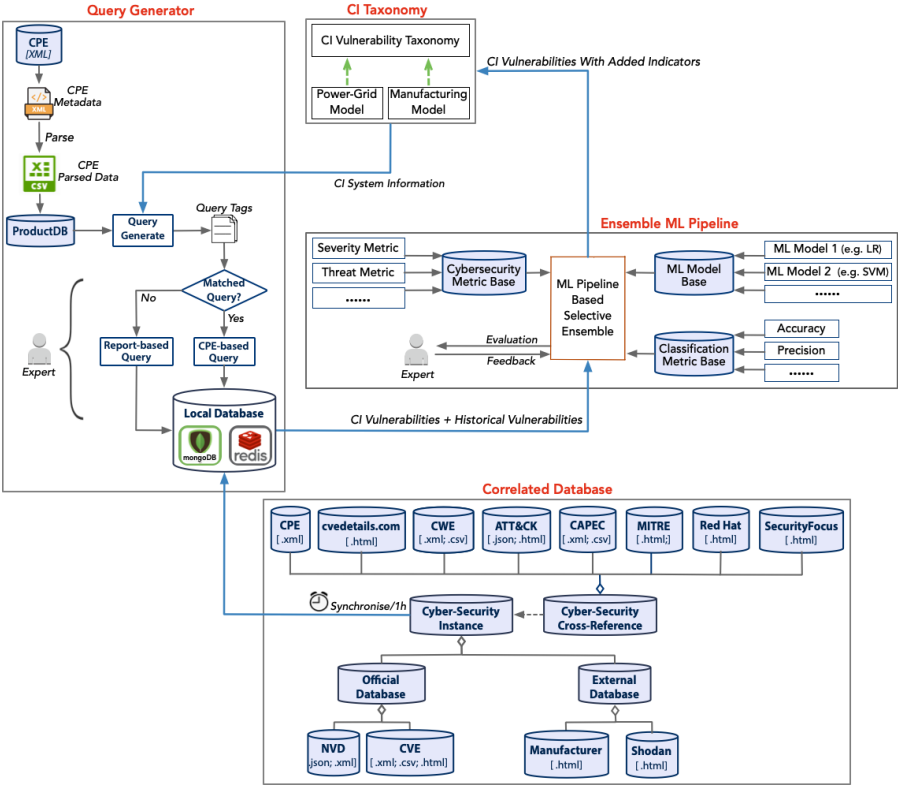 Query Generator
CPE
[XML]
XML
CPE
Metadata
Parse
CSV
CPE
Parsed Data
ProductDB
Query
Generate
Query Tags
Matched
Query?
No
Yes
Report-based
Query
CPE-based
Query
Expert
Local Database
mongoDB
redis
CI Taxonomy
CI Vulnerability Taxonomy
Power-Grid
Model
Manufacturing
Model
CI Vulnerabilities With Added Indicators
CI System Information
Ensemble ML Pipeline
Severity Metric
Threat Metric
......
Cybersecurity
Metric Base
ML Pipeline
Based
Selective
Ensemble
ML Model
Base
ML Model 1 (e.g. LR)
ML Model 2 (e.g. SVM)
......
Expert
Evaluation
Feedback
Classification
Metric Base
Accuracy
Precision
......
CI Vulnerabilities + Historical Vulnerabilities
Correlated Database
CPE
[ .xml]
cvedetails.com
[ .html]
CWE
[ .xml; .csv]
ATT&CK
[ .json; .html]
CAPEC
[ .xml; .csv]
MITRE
[ .html;]
Red Hat
[ .html]
SecurityFocus
[ .html]
Synchronise/1h
Cyber-Security
Instance
Cyber-Security
Cross-Reference
Official
Database
External
Database
NVD
.json; .xml]
CVE
[ .xml; .csv; .html]
Manufacturer
[ .html]
Shodan
[ .html]